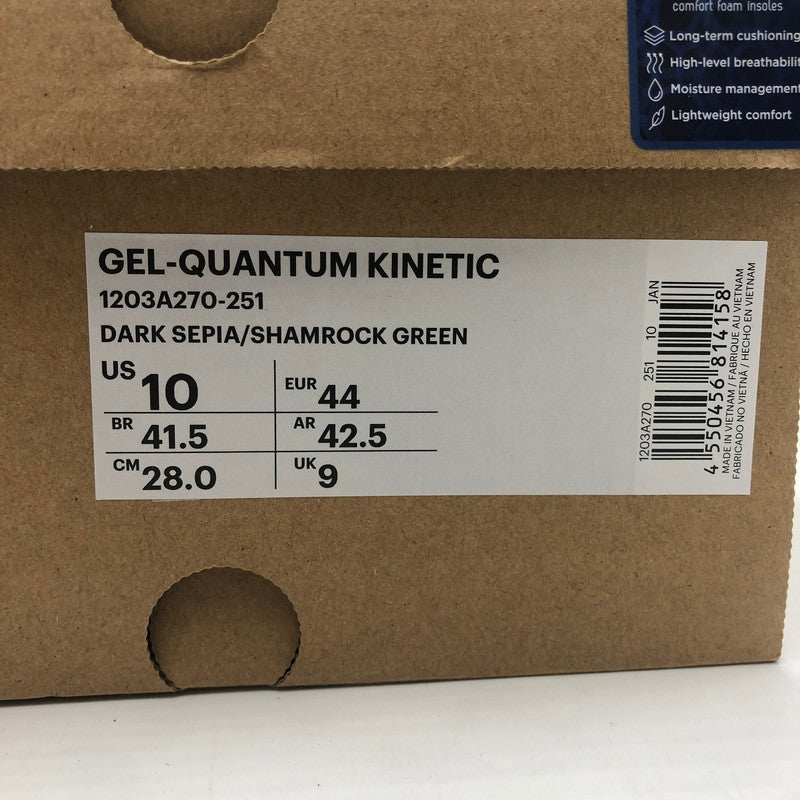 comfort foam insoles
Long-term cushioning
High-level breathabilit
Moisture management
Lightweight comfort
GEL-QUANTUM KINETIC
1203A270-251
DARK SEPIA/SHAMROCK GREEN
US 10
EUR 44
BR 41.5
AR 42.5
CM 28.0
UK 9
1203A270 251 10 JAN
4 550456 814158
MADE IN VIETNAM / FABRIQUE AU VIETNAM
FABRICADO NO VIETNÃ / HECHO EN VIETNAM